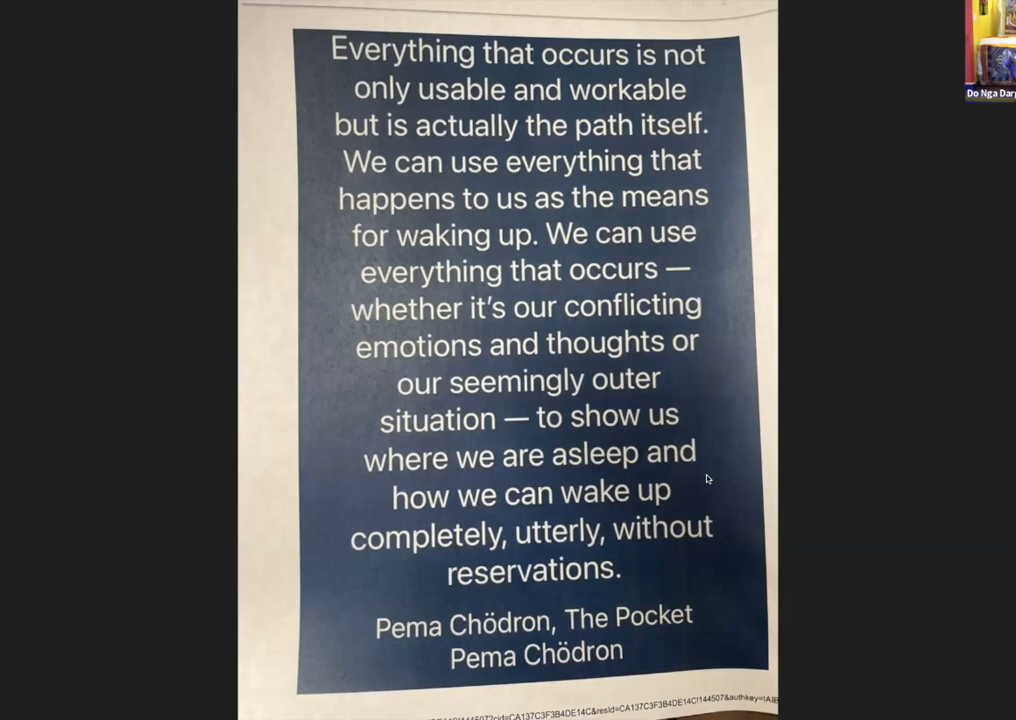 Everything that occurs is not
only usable and workable
but is actually the path itself.
We can use everything that
happens to us as the means
for waking up. We can use
everything that occurs —
whether it's our conflicting
emotions and thoughts or
our seemingly outer
situation — to show us
where we are asleep and
how we can wake up
completely, utterly, without
reservations.
Pema Chödron, The Pocket
Pema Chödron
Do Nga Darg